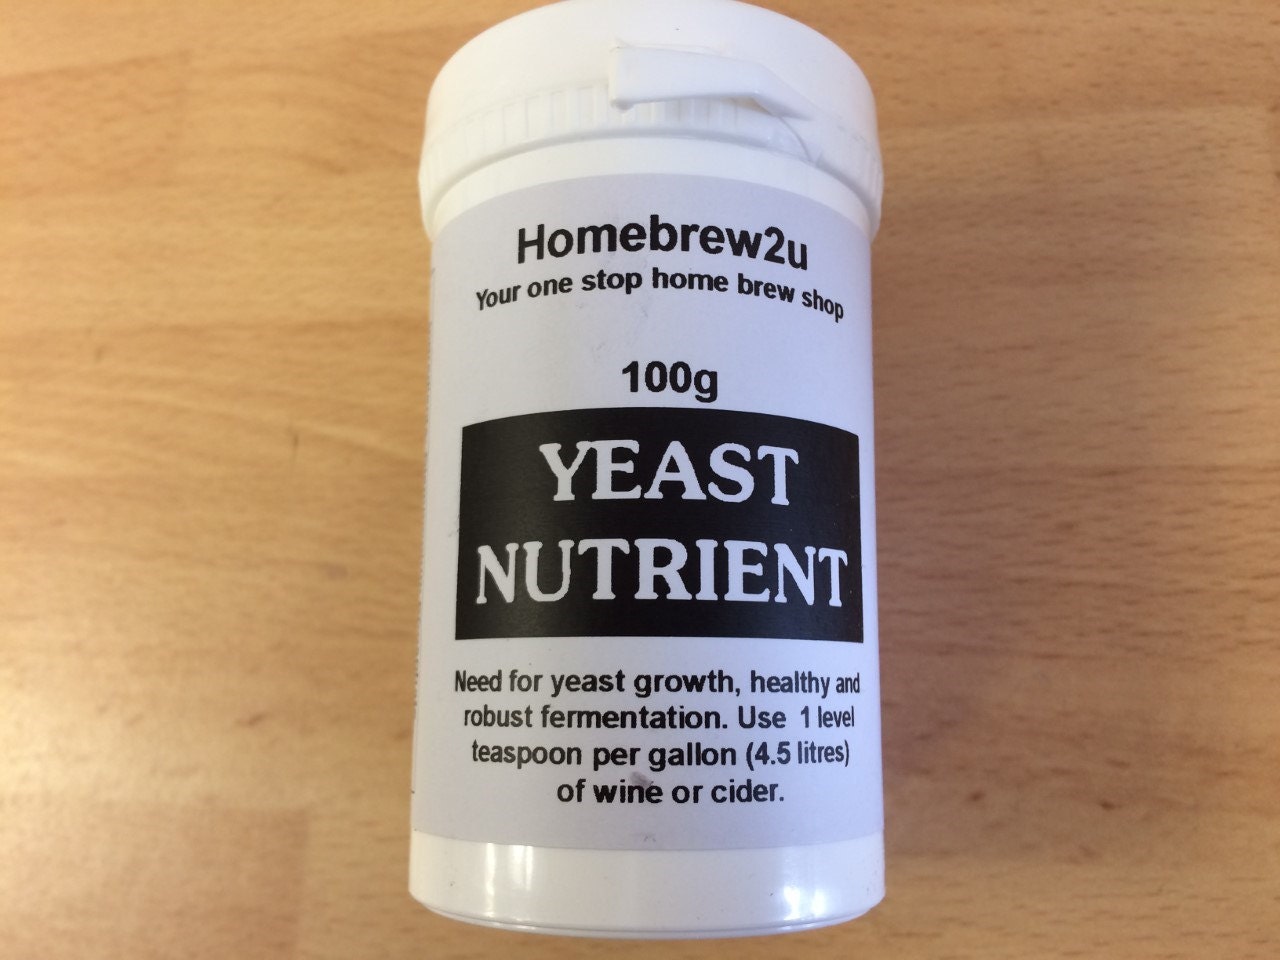 Homebrew2u
Your one stop home brew shop
100g
YEAST
NUTRIENT
Need for yeast growth, healthy and
robust fermentation. Use 1 level
teaspoon per gallon (4.5 litres)
of wine or cider.